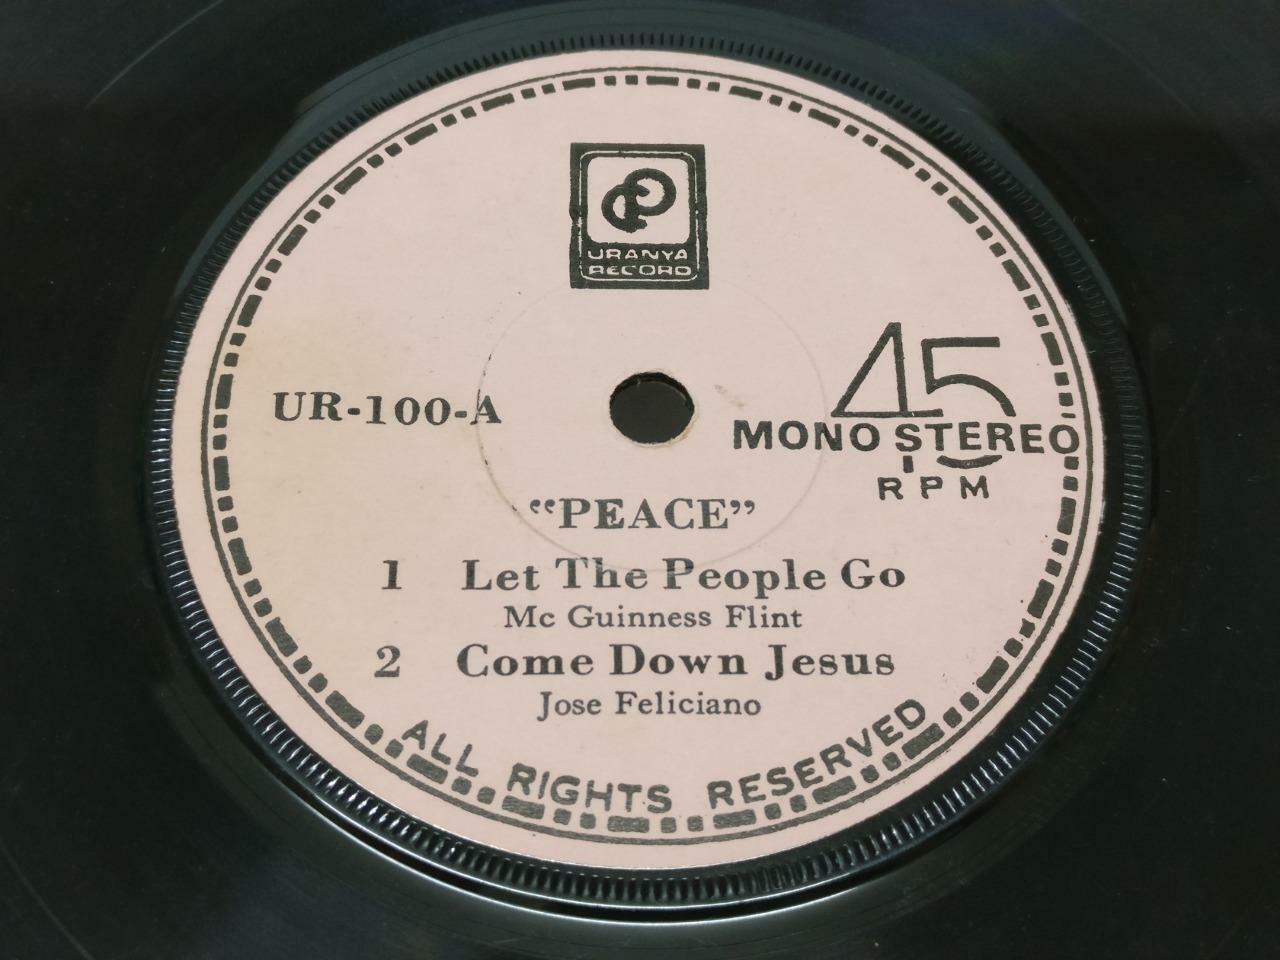 URANYA
RECORD
UR-100-A
45
MONO STEREO
RPM
“PEACE”
1 Let The People Go
Mc Guinness Flint
2 Come Down Jesus
Jose Feliciano
ALL RIGHTS RESERVED